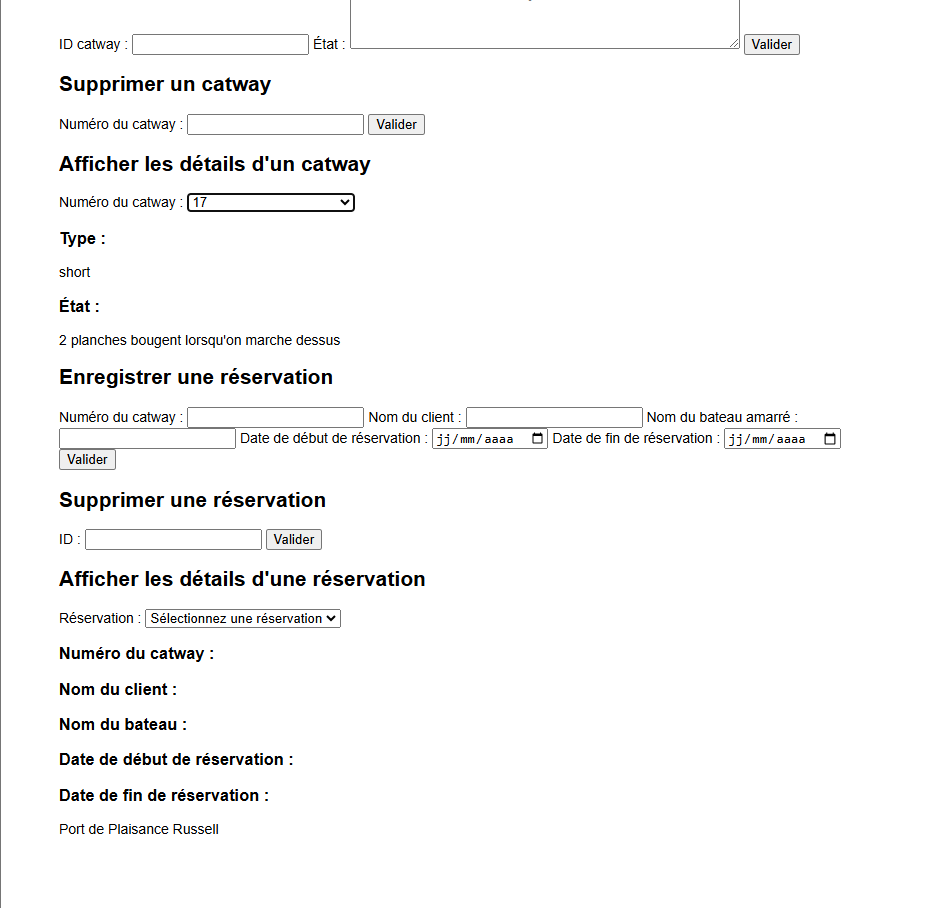 ID catway : État : Valider
Supprimer un catway
Numéro du catway : Valider
Afficher les détails d'un catway
Numéro du catway : 17
Type :
short
État :
2 planches bougent lorsqu'on marche dessus
Enregistrer une réservation
Numéro du catway : Nom du client : Nom du bateau amarré :
Date de début de réservation : jj/mm/aaaa Date de fin de réservation : jj/mm/aaaa
Valider
Supprimer une réservation
ID : Valider
Afficher les détails d'une réservation
Réservation : Sélectionnez une réservation
Numéro du catway :
Nom du client :
Nom du bateau :
Date de début de réservation :
Date de fin de réservation :
Port de Plaisance Russell